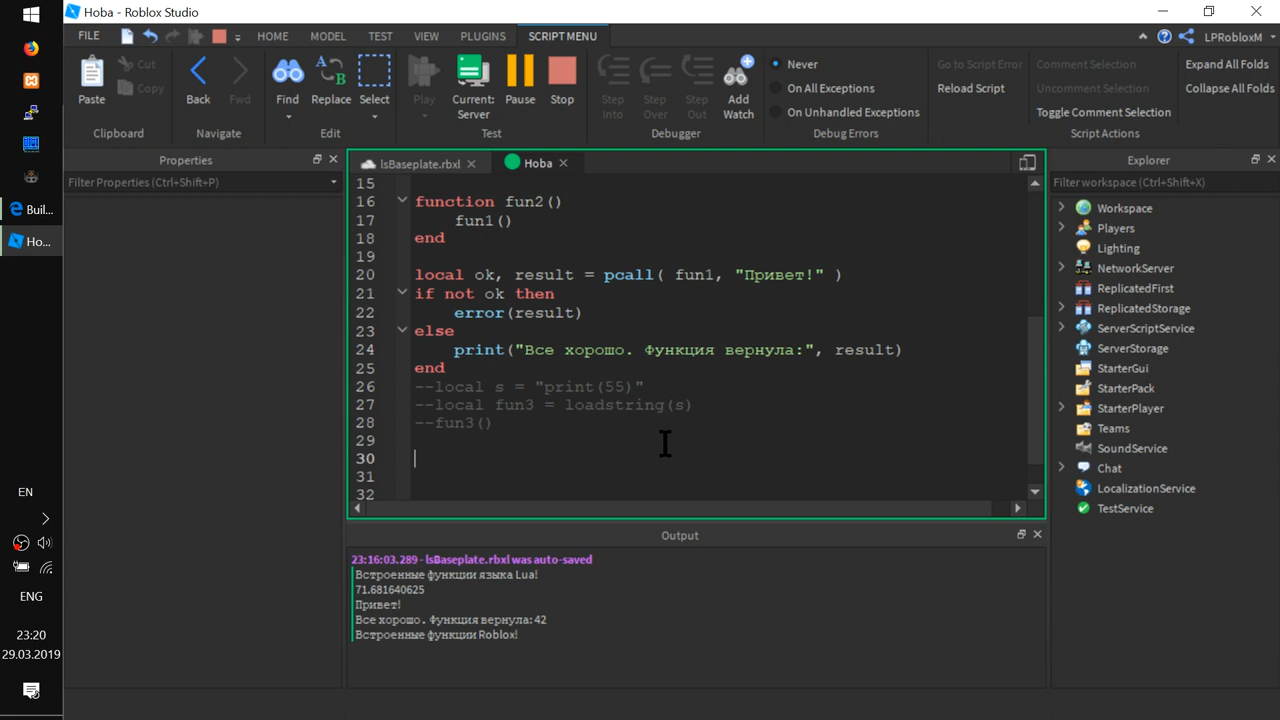 Hoba - Roblox Studio
FILE HOME MODEL TEST VIEW PLUGINS SCRIPT MENU LPRobloxM
Paste Cut Copy Back Fwd Find Replace Select Play Current: Server Pause Stop Step Into Step Over Step Out Add Watch
Never
On All Exceptions
On Unhandled Exceptions
Go to Script Error
Reload Script
Comment Selection
Uncomment Selection
Toggle Comment Selection
Expand All Folds
Collapse All Folds
Clipboard Navigate Edit Test Debugger Debug Errors Script Actions
Properties
Filter Properties (Ctrl+Shift+P)
lsBaseplate.rbxl Hoba
15
16 function fun2()
17 fun1()
18 end
19
20 local ok, result = pcall( fun1, "Привет!" )
21 if not ok then
22 error(result)
23 else
24 print("Все хорошо. Функция вернула:", result)
25 end
26 --local s = "print(55)"
27 --local fun3 = loadstring(s)
28 --fun3()
29
30
31
32
Output
23:16:03.289 - lsBaseplate.rbxl was auto-saved
Встроенные функции языка Lua!
71.681640625
Привет!
Все хорошо. Функция вернула: 42
Встроенные функции Roblox!
Explorer
Filter workspace (Ctrl+Shift+X)
Workspace
Players
Lighting
NetworkServer
ReplicatedFirst
ReplicatedStorage
ServerScriptService
ServerStorage
StarterGui
StarterPack
StarterPlayer
Teams
SoundService
Chat
LocalizationService
TestService
Buil...
Ho...
EN
ENG
23:20
29.03.2019